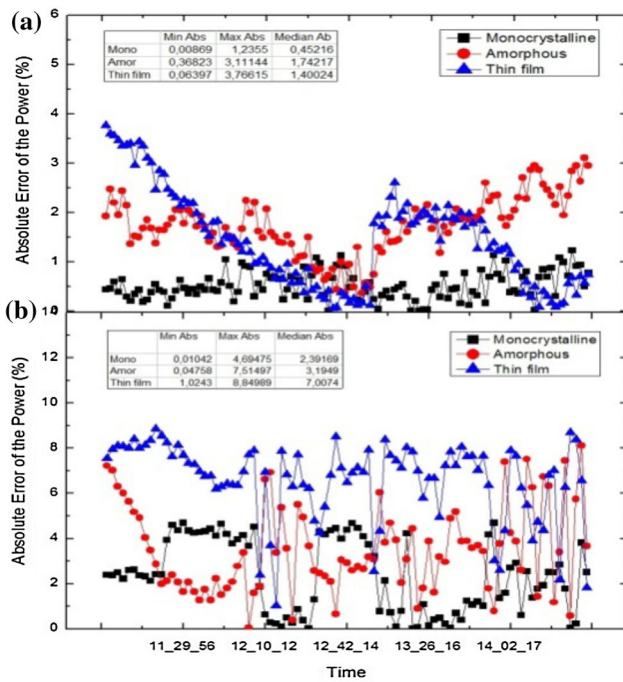 (a)
Min Abs Max Abs Median Ab
Mono 0,00869 1,2355 0,45216
Amor 0,36823 3,11144 1,74217
Thin film 0,06397 3,76615 1,40024
Monocrystalline
Amorphous
Thin film
Absolute Error of the Power (%)
6
5
4
3
2
1
0
(b)
Min Abs Max Abs Median Abs
Mono 0,01042 4,69475 2,39169
Amor 0,04758 7,51497 3,1949
Thin film 1,0243 8,84989 7,0074
Monocrystalline
Amorphous
Thin film
Absolute Error of the Power (%)
12
10
8
6
4
2
0
11_29_56 12_10_12 12_42_14 13_26_16 14_02_17
Time